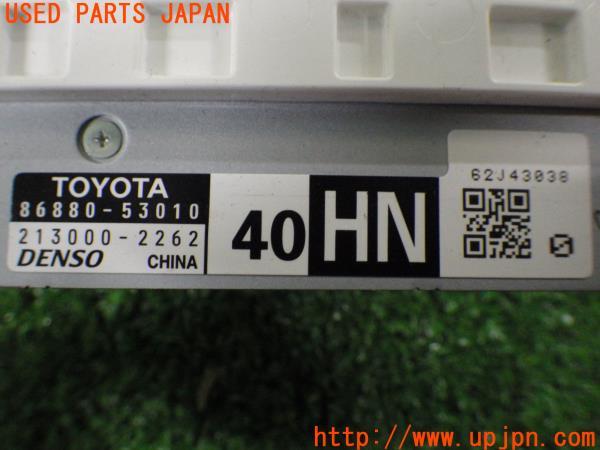 USED PARTS JAPAN
62J43038
TOYOTA
86880-53010
213000-2262
DENSO CHINA
40 HN
S
http://www.upjpn.com